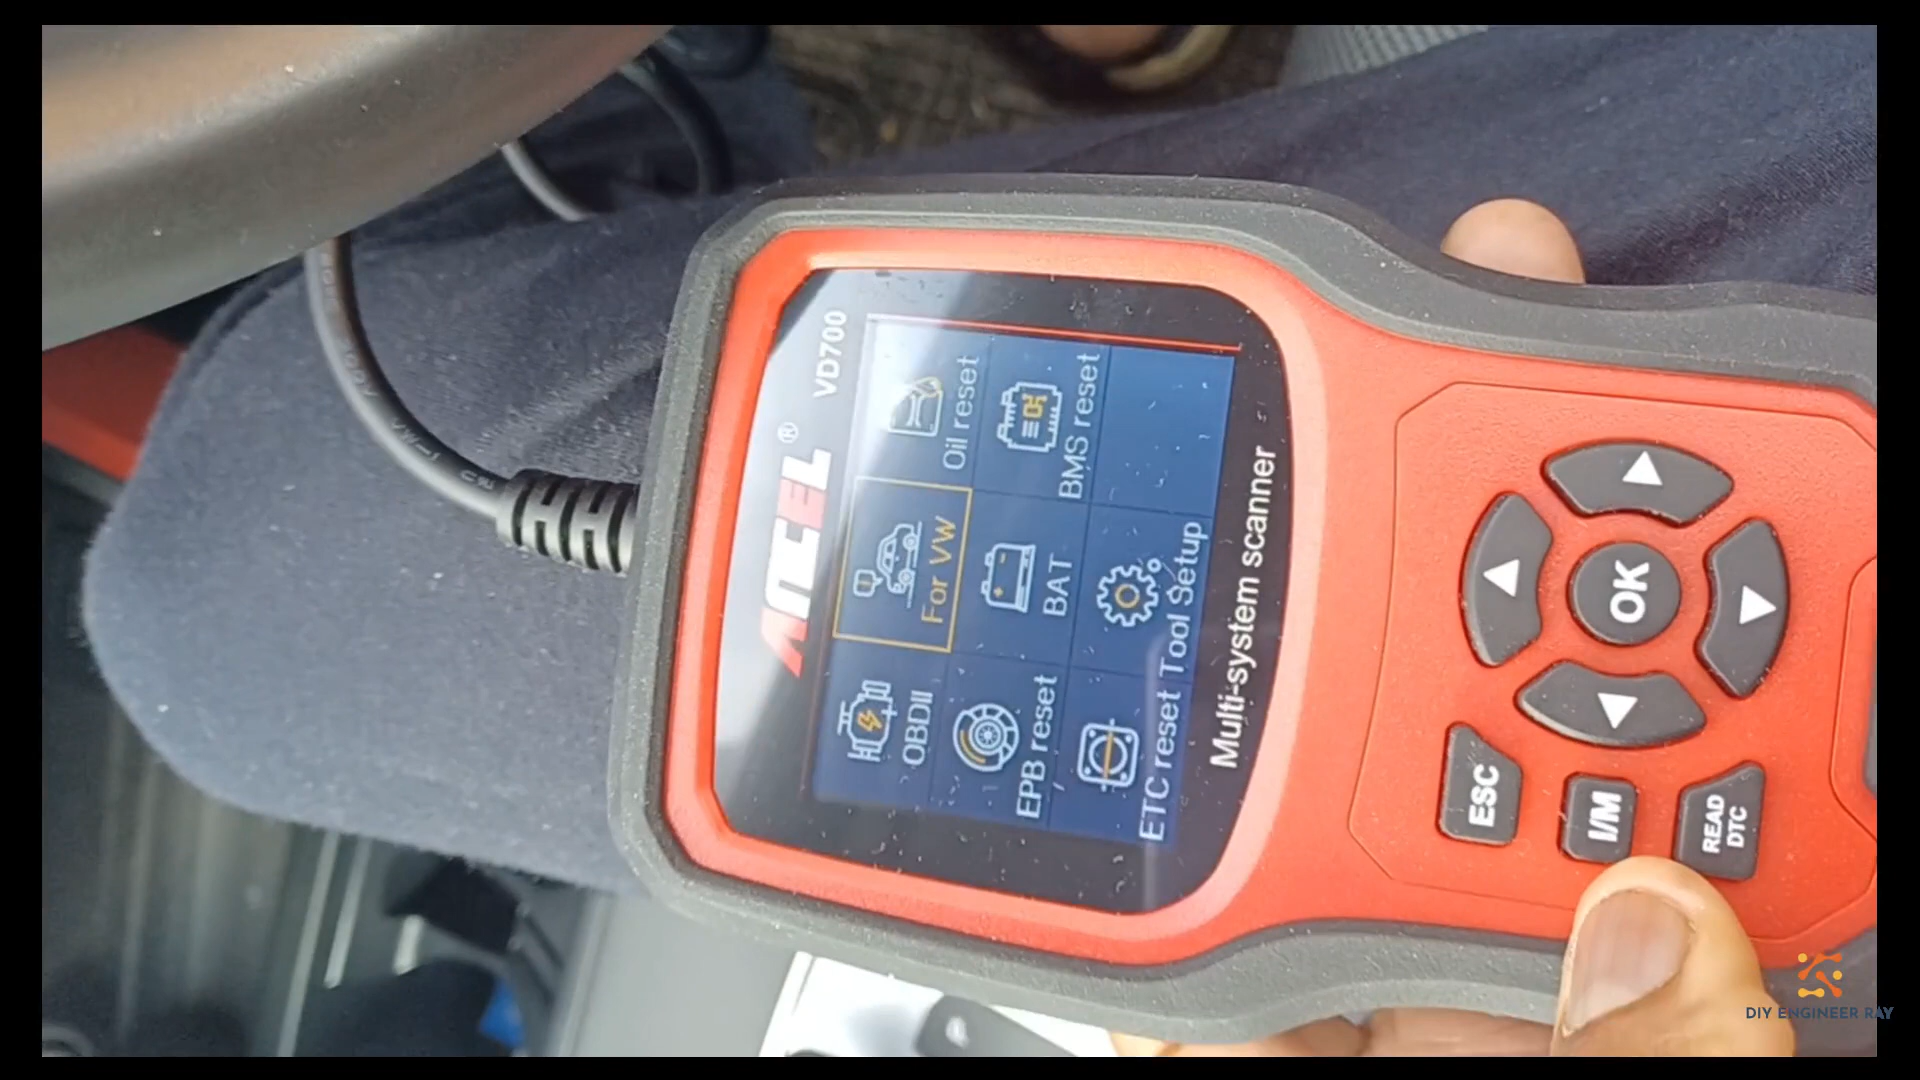 ANCEL®
VD700
OBDII
For VW
Oil reset
EPB reset
BAT
BMS reset
ETC reset
Tool Setup
Multi-system scanner
ESC
OK
I/M
READ
DTC
DIY ENGINEER RAY